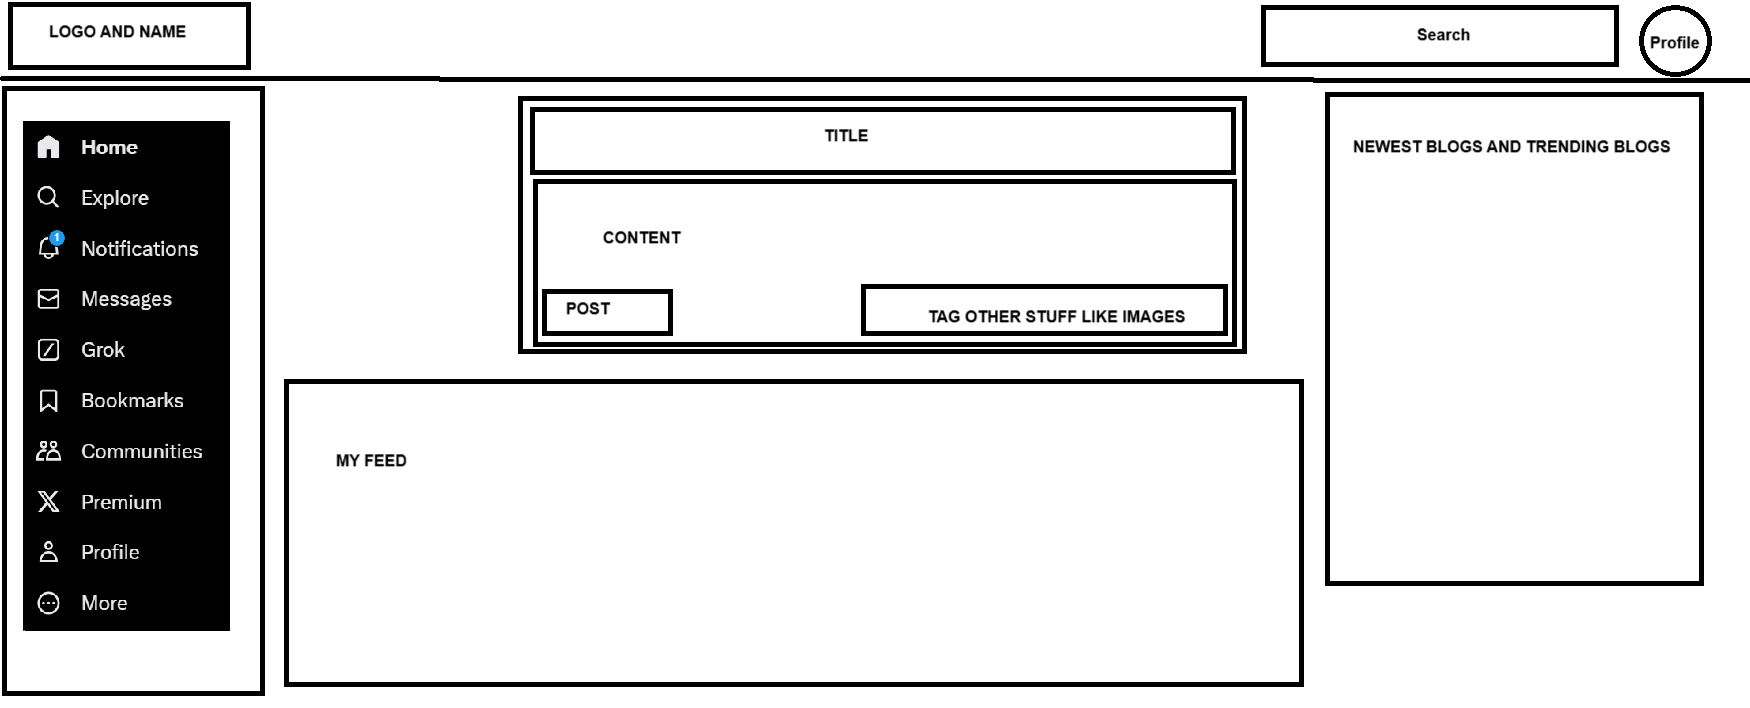 LOGO AND NAME
Search
Profile
Home
Explore
1
Notifications
Messages
Grok
Bookmarks
Communities
Premium
Profile
More
TITLE
CONTENT
POST
TAG OTHER STUFF LIKE IMAGES
MY FEED
NEWEST BLOGS AND TRENDING BLOGS